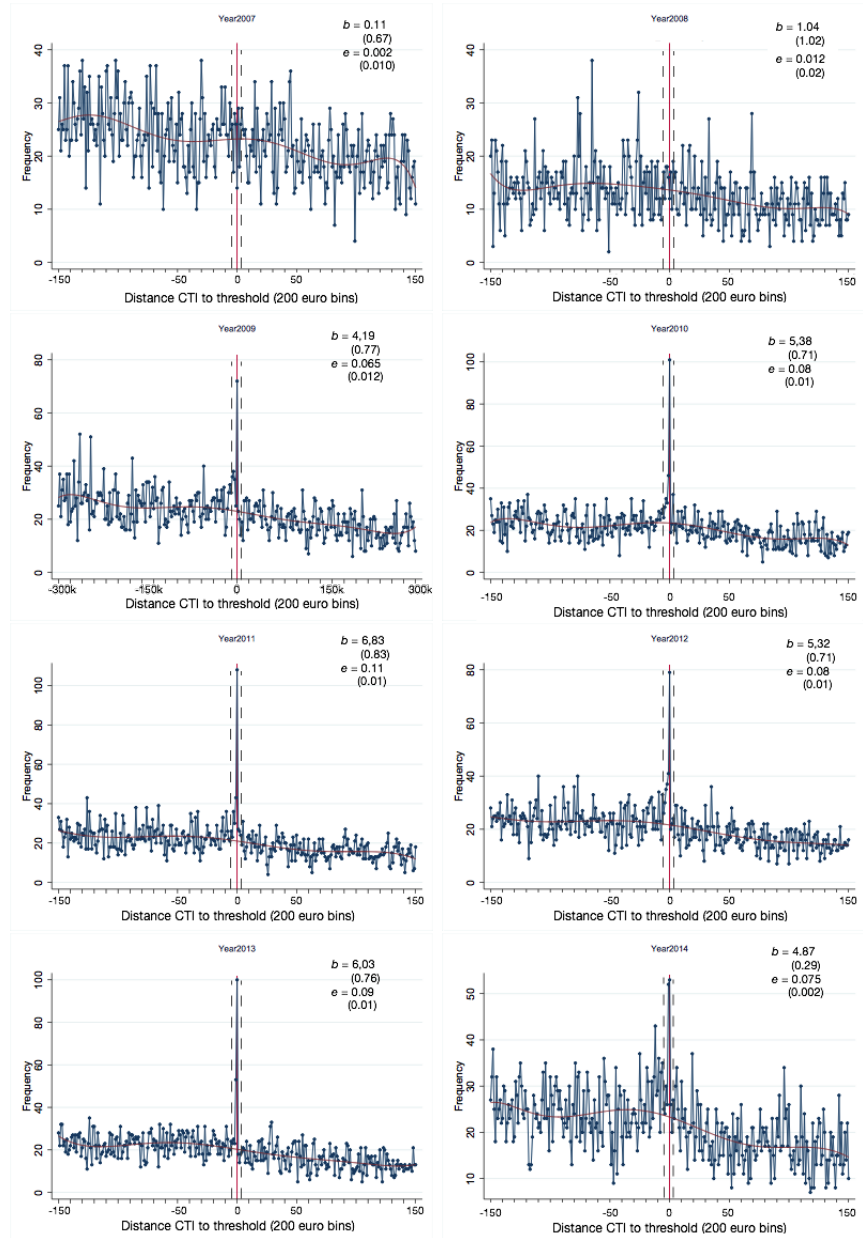 Year2007
b = 0.11
(0.67)
e = 0.002
(0.010)
Frequency
40
30
20
10
0
-150 -50 50 150
Distance CTI to threshold (200 euro bins)
Year2008
b = 1.04
(1.02)
e = 0.012
(0.02)
Frequency
40
30
20
10
0
-150 -50 50 150
Distance CTI to threshold (200 euro bins)
Year2009
b = 4,19
(0.77)
e = 0.065
(0.012)
Frequency
80
60
40
20
0
-300k -150k 0 150k 300k
Distance CTI to threshold (200 euro bins)
Year2010
b = 5,38
(0.71)
e = 0.08
(0.01)
Frequency
100
80
60
40
20
0
-150 -50 0 50 150
Distance CTI to threshold (200 euro bins)
Year2011
b = 6,83
(0.83)
e = 0.11
(0.01)
Frequency
100
80
60
40
20
0
-150 -50 0 50 150
Distance CTI to threshold (200 euro bins)
Year2012
b = 5,32
(0.71)
e = 0.08
(0.01)
Frequency
80
60
40
20
0
-150 -50 0 50 150
Distance CTI to threshold (200 euro bins)
Year2013
b = 6,03
(0.76)
e = 0.09
(0.01)
Frequency
100
80
60
40
20
0
-150 -50 0 50 150
Distance CTI to threshold (200 euro bins)
Year2014
b = 4.87
(0.29)
e = 0.075
(0.002)
Frequency
50
40
30
20
10
-150 -50 0 50 150
Distance CTI to threshold (200 euro bins)